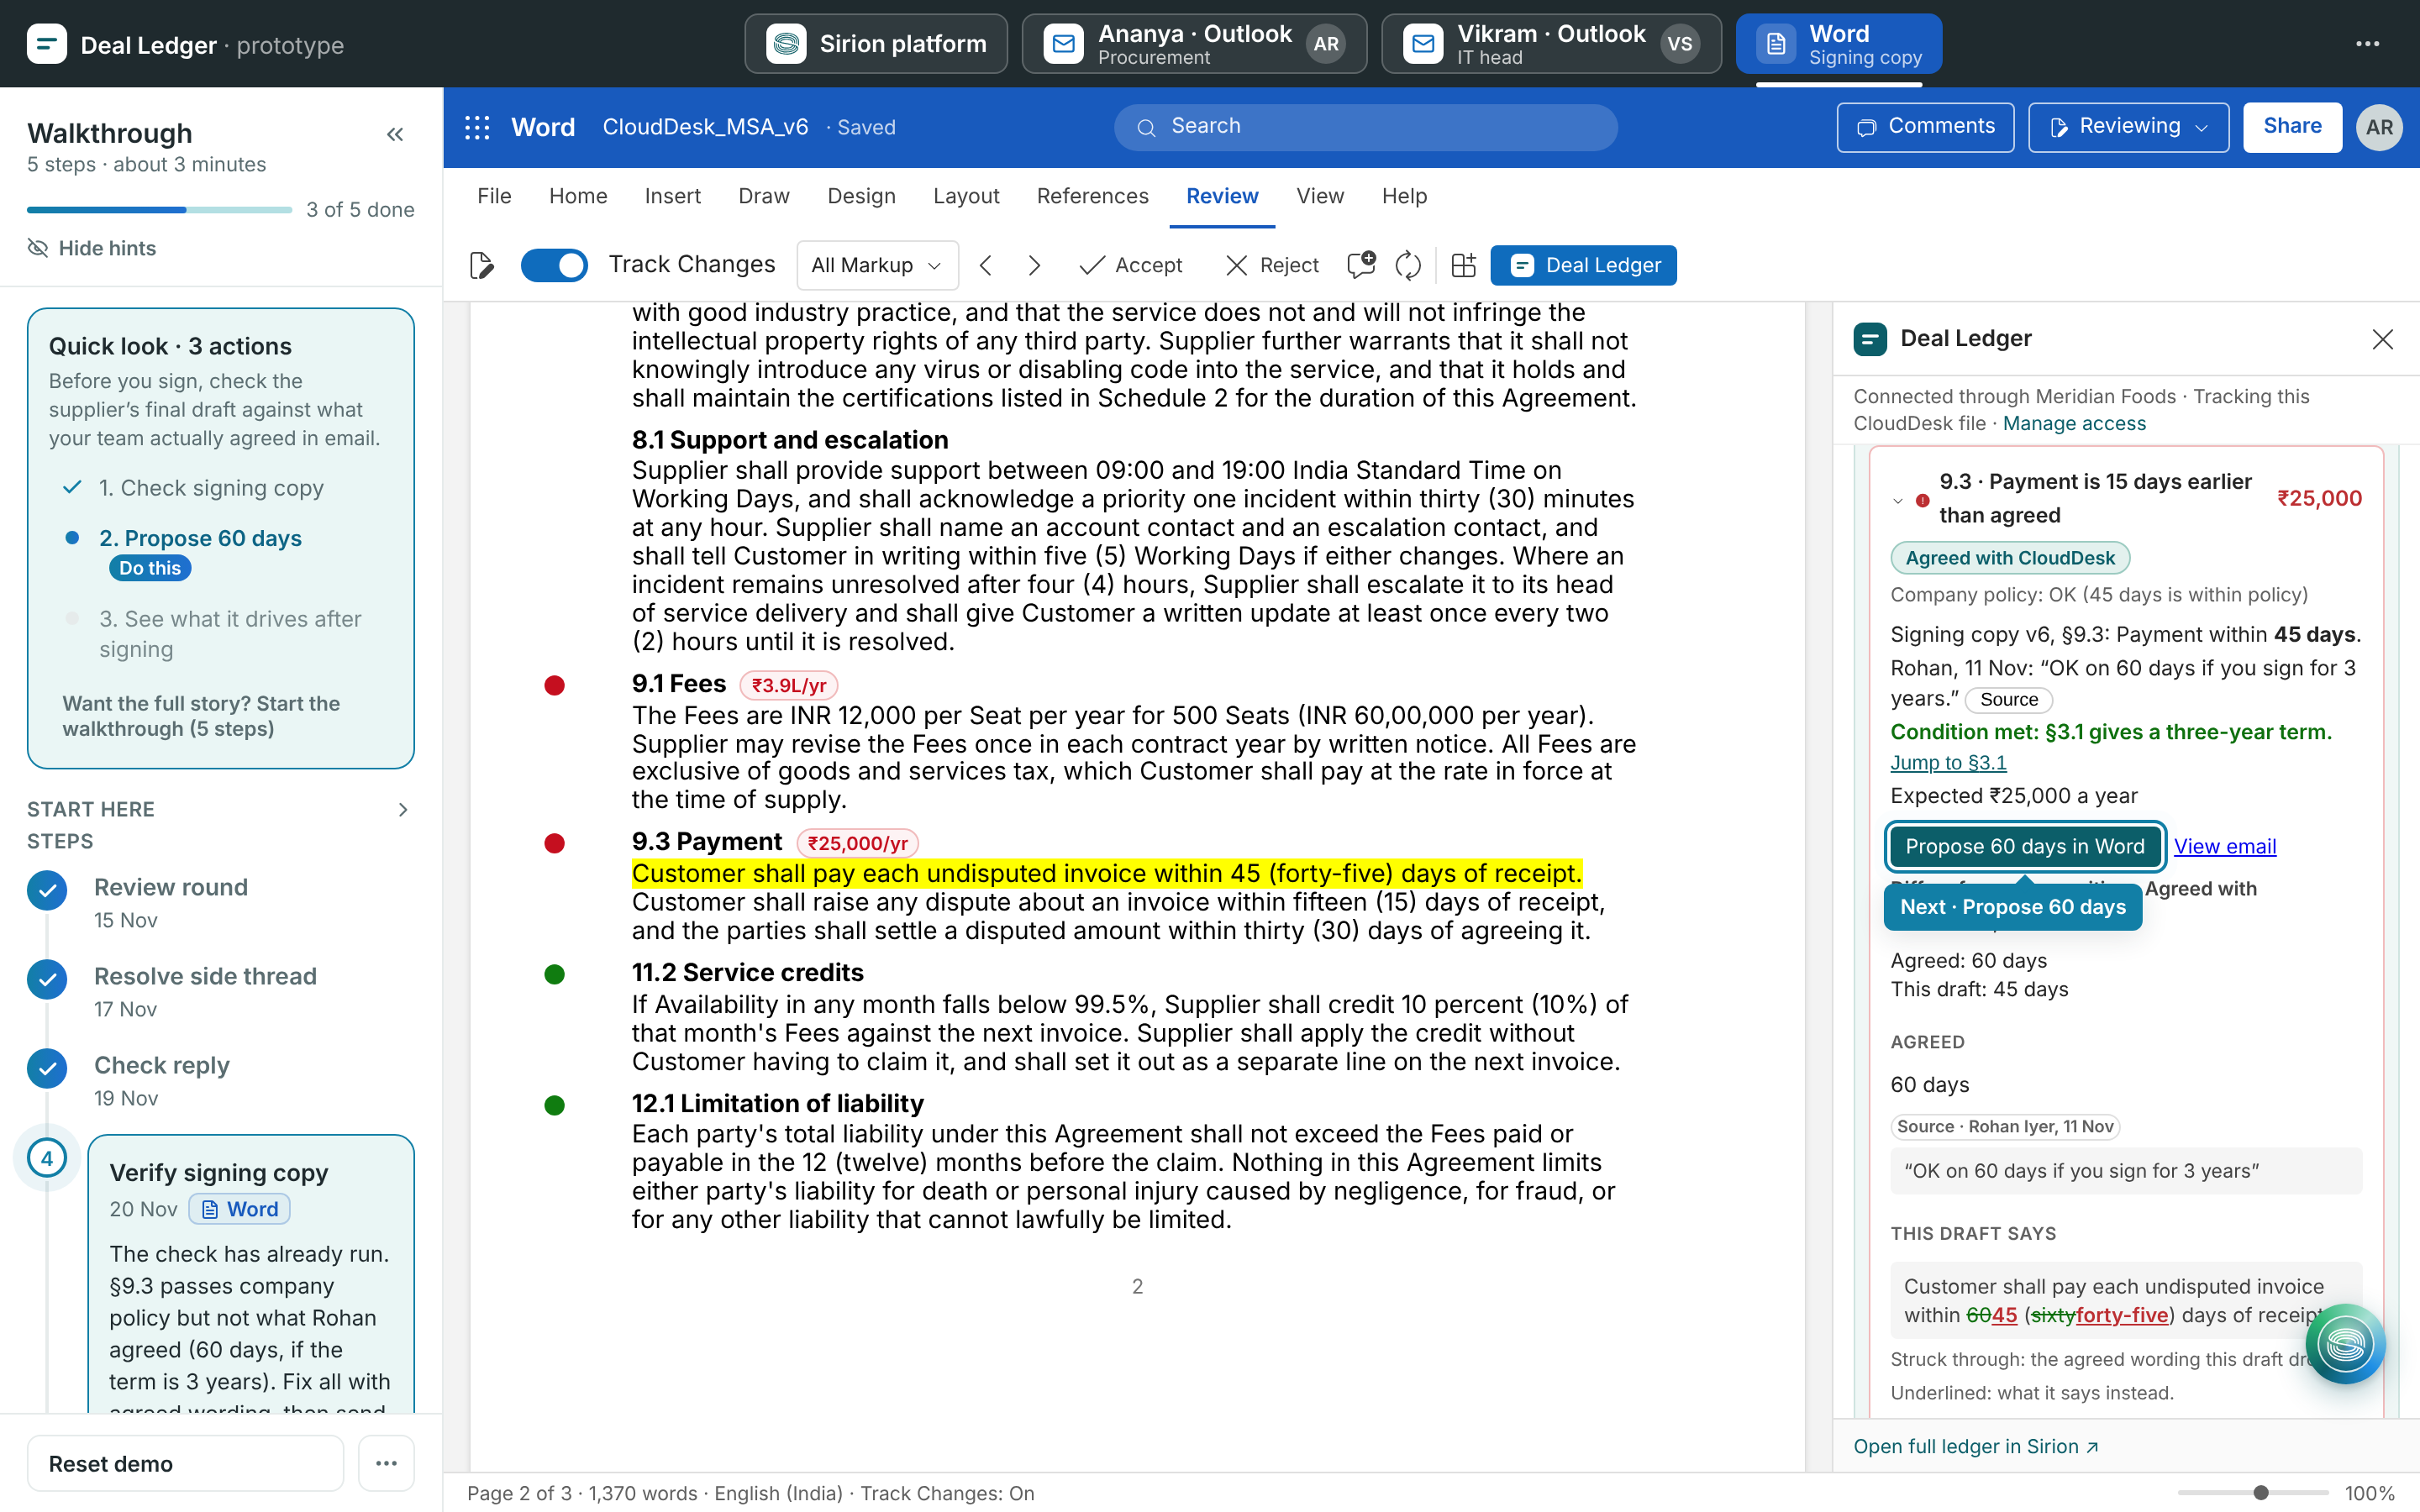 Deal Ledger · prototype
Sirion platform
Ananya · Outlook
Procurement
AR
Vikram · Outlook
IT head
VS
Word
Signing copy
Walkthrough
5 steps · about 3 minutes
3 of 5 done
Hide hints
Quick look · 3 actions
Before you sign, check the
supplier’s final draft against what
your team actually agreed in email.
1. Check signing copy
2. Propose 60 days
Do this
3. See what it drives after
signing
Want the full story? Start the
walkthrough (5 steps)
START HERE
STEPS
Review round
15 Nov
Resolve side thread
17 Nov
Check reply
19 Nov
4
Verify signing copy
20 Nov
Word
The check has already run.
§9.3 passes company
policy but not what Rohan
agreed (60 days, if the
term is 3 years). Fix all with
agreed wording, then send
Reset demo
Word
CloudDesk_MSA_v6 · Saved
Search
Comments
Reviewing
Share
AR
File
Home
Insert
Draw
Design
Layout
References
Review
View
Help
Track Changes
All Markup
Accept
Reject
Deal Ledger
with good industry practice, and that the service does not and will not infringe the
intellectual property rights of any third party. Supplier further warrants that it shall not
knowingly introduce any virus or disabling code into the service, and that it holds and
shall maintain the certifications listed in Schedule 2 for the duration of this Agreement.
8.1 Support and escalation
Supplier shall provide support between 09:00 and 19:00 India Standard Time on
Working Days, and shall acknowledge a priority one incident within thirty (30) minutes
at any hour. Supplier shall name an account contact and an escalation contact, and
shall tell Customer in writing within five (5) Working Days if either changes. Where an
incident remains unresolved after four (4) hours, Supplier shall escalate it to its head
of service delivery and shall give Customer a written update at least once every two
(2) hours until it is resolved.
9.1 Fees ₹3.9L/yr
The Fees are INR 12,000 per Seat per year for 500 Seats (INR 60,00,000 per year).
Supplier may revise the Fees once in each contract year by written notice. All Fees are
exclusive of goods and services tax, which Customer shall pay at the rate in force at
the time of supply.
9.3 Payment ₹25,000/yr
Customer shall pay each undisputed invoice within 45 (forty-five) days of receipt.
Customer shall raise any dispute about an invoice within fifteen (15) days of receipt,
and the parties shall settle a disputed amount within thirty (30) days of agreeing it.
11.2 Service credits
If Availability in any month falls below 99.5%, Supplier shall credit 10 percent (10%) of
that month's Fees against the next invoice. Supplier shall apply the credit without
Customer having to claim it, and shall set it out as a separate line on the next invoice.
12.1 Limitation of liability
Each party's total liability under this Agreement shall not exceed the Fees paid or
payable in the 12 (twelve) months before the claim. Nothing in this Agreement limits
either party's liability for death or personal injury caused by negligence, for fraud, or
for any other liability that cannot lawfully be limited.
2
Page 2 of 3 · 1,370 words · English (India) · Track Changes: On
100%
Deal Ledger
Connected through Meridian Foods · Tracking this
CloudDesk file · Manage access
9.3 · Payment is 15 days earlier
than agreed
₹25,000
Agreed with CloudDesk
Company policy: OK (45 days is within policy)
Signing copy v6, §9.3: Payment within 45 days.
Rohan, 11 Nov: “OK on 60 days if you sign for 3
years.” Source
Condition met: §3.1 gives a three-year term.
Jump to §3.1
Expected ₹25,000 a year
Propose 60 days in Word
View email
Agreed with
Next · Propose 60 days
Agreed: 60 days
This draft: 45 days
AGREED
60 days
Source · Rohan Iyer, 11 Nov
“OK on 60 days if you sign for 3 years”
THIS DRAFT SAYS
Customer shall pay each undisputed invoice
within 6045 (sixtyforty-five) days of receipt
Struck through: the agreed wording this draft
Underlined: what it says instead.
Open full ledger in Sirion